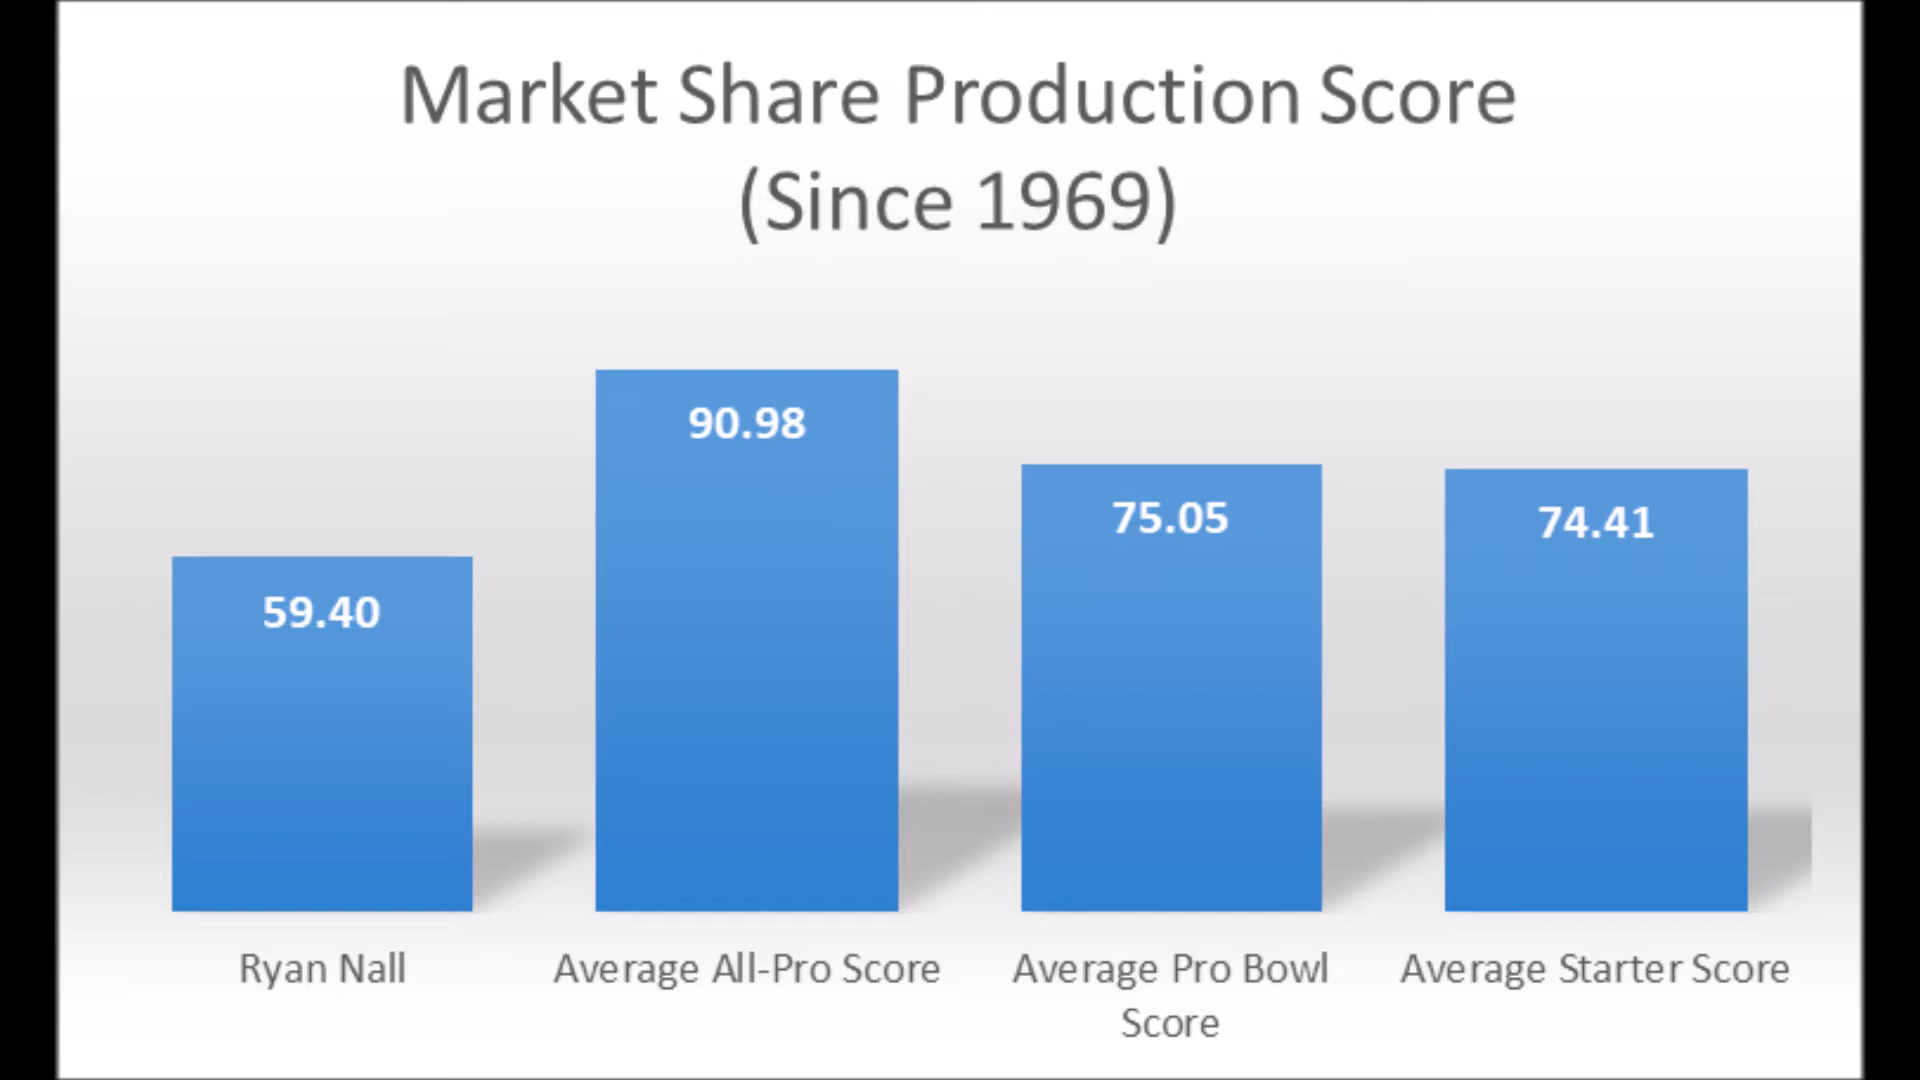 Market Share Production Score
(Since 1969)
59.40
90.98
75.05
74.41
Ryan Nall
Average All-Pro Score
Average Pro Bowl
Score
Average Starter Score